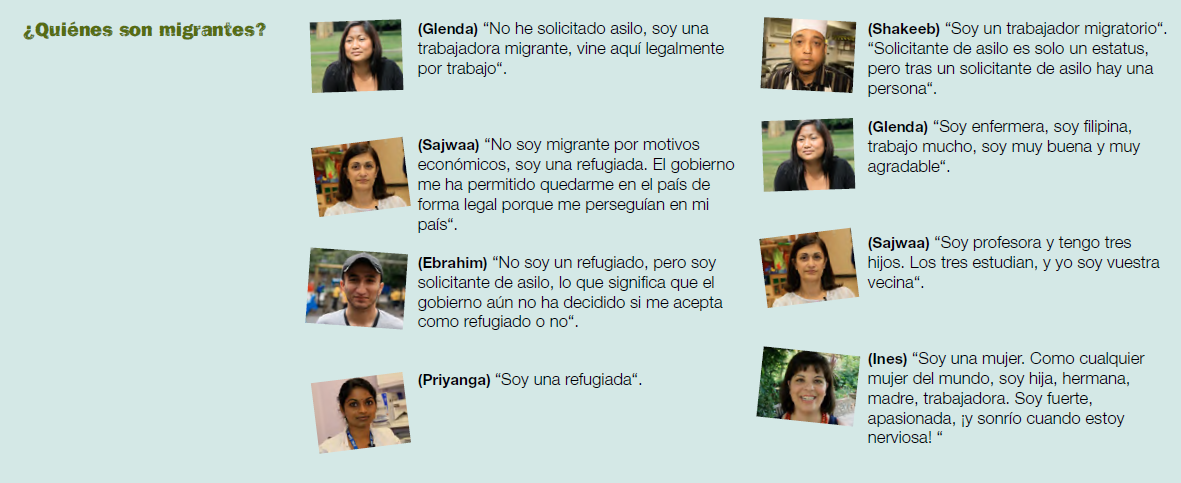 ¿Quiénes son migrantes?
(Glenda) “No he solicitado asilo, soy una
trabajadora migrante, vine aquí legalmente
por trabajo“.
(Sajwaa) “No soy migrante por motivos
económicos, soy una refugiada. El gobierno
me ha permitido quedarme en el país de
forma legal porque me perseguían en mi
país“.
(Ebrahim) “No soy un refugiado, pero soy
solicitante de asilo, lo que significa que el
gobierno aún no ha decidido si me acepta
como refugiado o no“.
(Priyanga) “Soy una refugiada“.
(Shakeeb) “Soy un trabajador migratorio“.
“Solicitante de asilo es solo un estatus,
pero tras un solicitante de asilo hay una
persona“.
(Glenda) “Soy enfermera, soy filipina,
trabajo mucho, soy muy buena y muy
agradable“.
(Sajwaa) “Soy profesora y tengo tres
hijos. Los tres estudian, y yo soy vuestra
vecina“.
(Ines) “Soy una mujer. Como cualquier
mujer del mundo, soy hija, hermana,
madre, trabajadora. Soy fuerte,
apasionada, ¡y sonrío cuando estoy
nerviosa! “